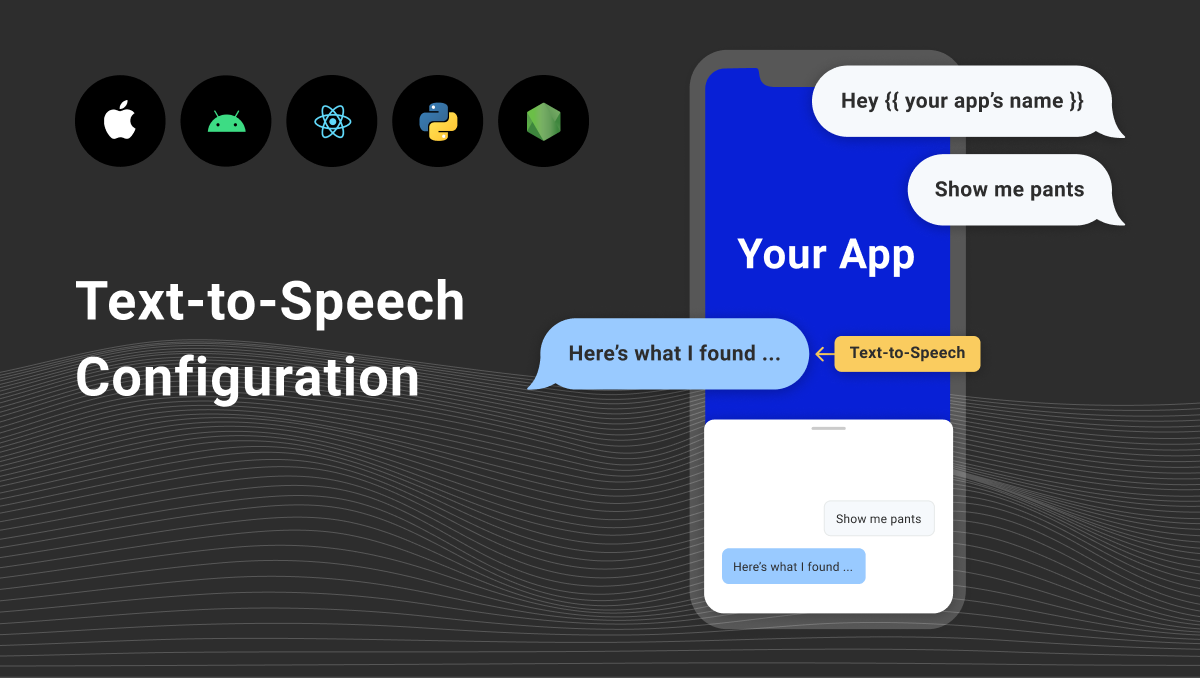 Text-to-Speech
Configuration
Hey {{ your app’s name }}
Show me pants
Your App
Here’s what I found ...
Text-to-Speech
Show me pants
Here’s what I found ...